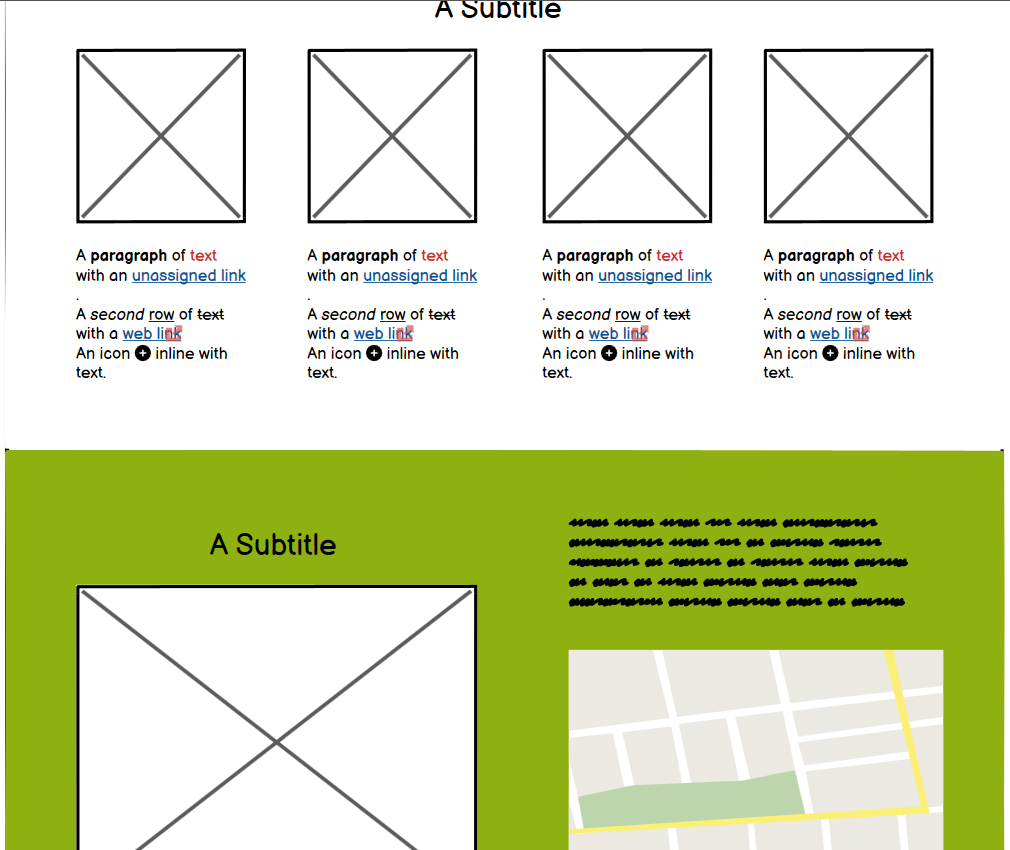 A Subtitle
A paragraph of text
with an unassigned link
.
A second row of text
with a web link
An icon + inline with
text.
A paragraph of text
with an unassigned link
.
A second row of text
with a web link
An icon + inline with
text.
A paragraph of text
with an unassigned link
.
A second row of text
with a web link
An icon + inline with
text.
A paragraph of text
with an unassigned link
.
A second row of text
with a web link
An icon + inline with
text.
A Subtitle